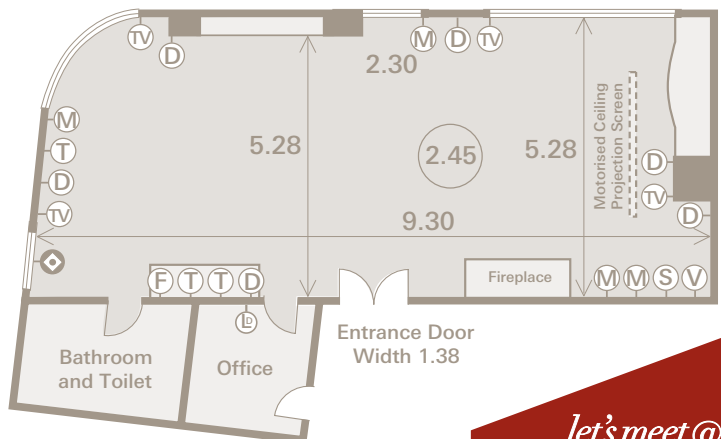 TV
D
M
D
TV
2.30
M
T
D
TV
5.28
2.45
5.28
Motorised Ceiling
Projection Screen
D
TV
D
9.30
F T T D
Fireplace
M M S V
LD
Bathroom
and Toilet
Office
Entrance Door
Width 1.38
let's meet @